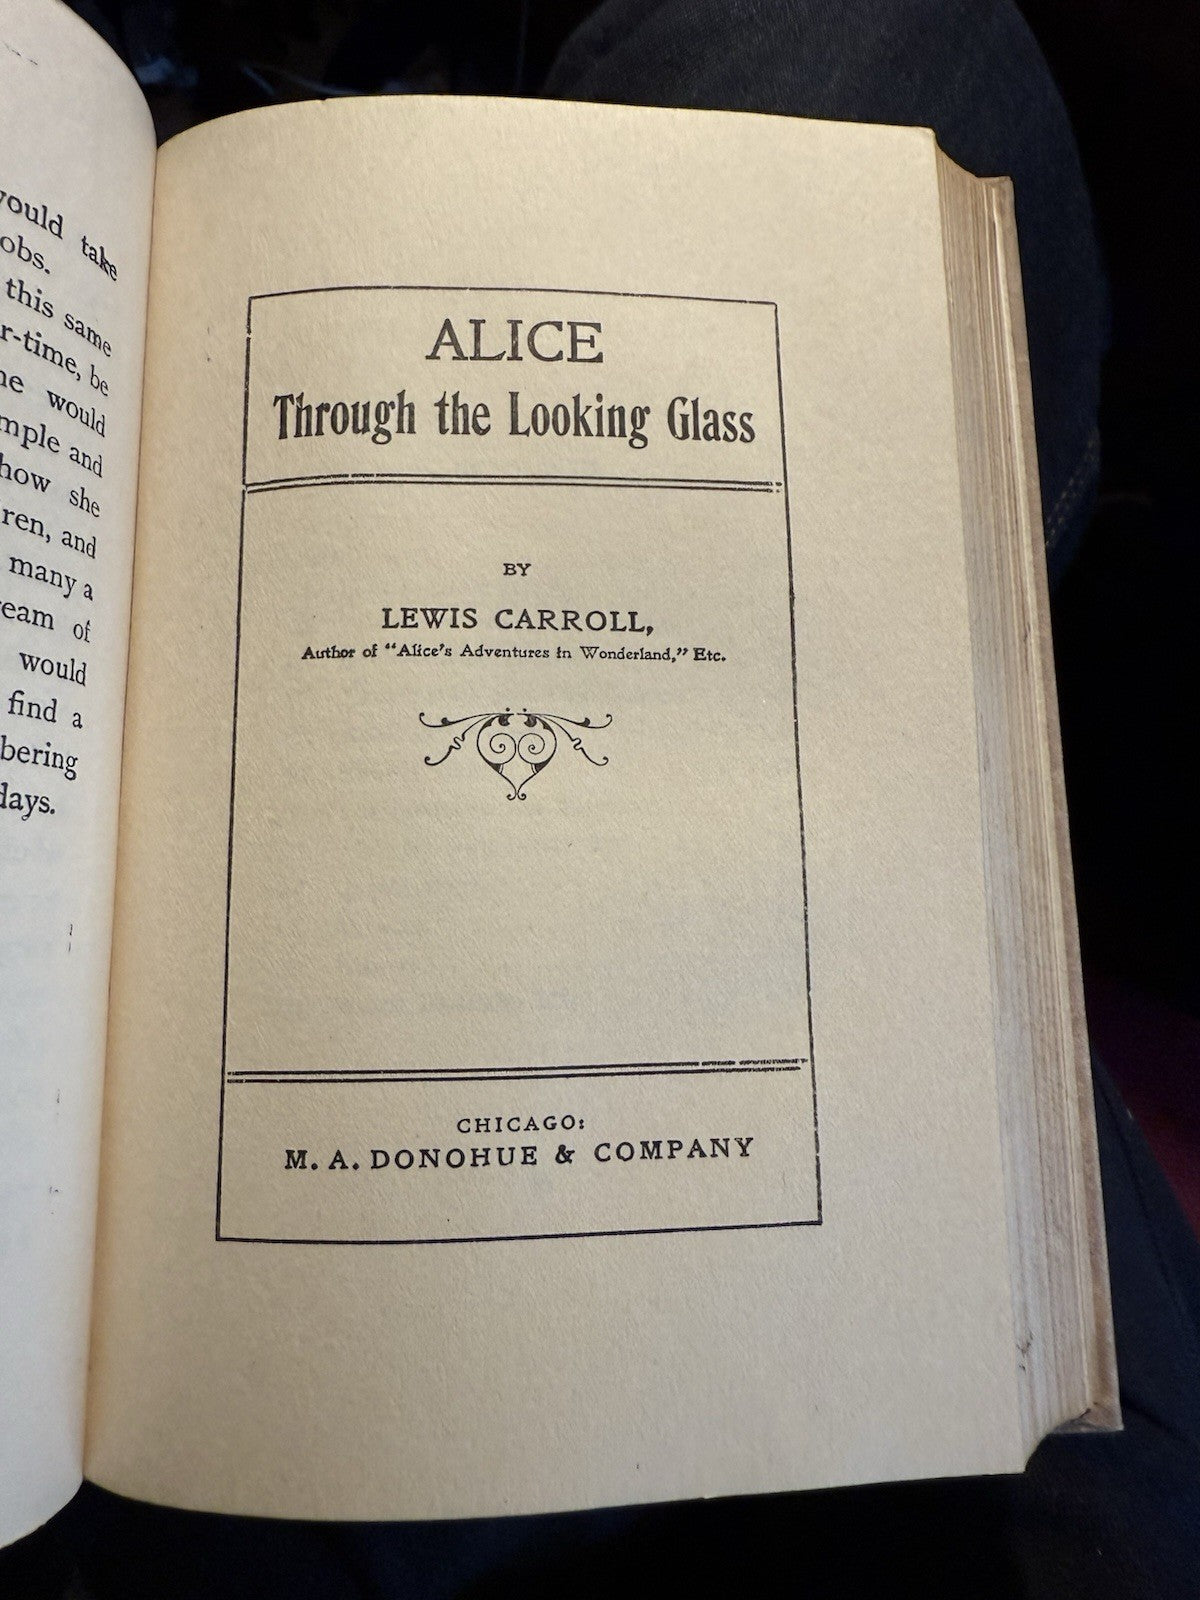 would take
obs.
this same
r-time, be
ne would
mple and
how she
ren, and
many a
ream of
would
find a
bering
days.
ALICE
Through the Looking Glass
BY
LEWIS CARROLL,
Author of "Alice's Adventures in Wonderland," Etc.
CHICAGO:
M. A. DONOHUE & COMPANY